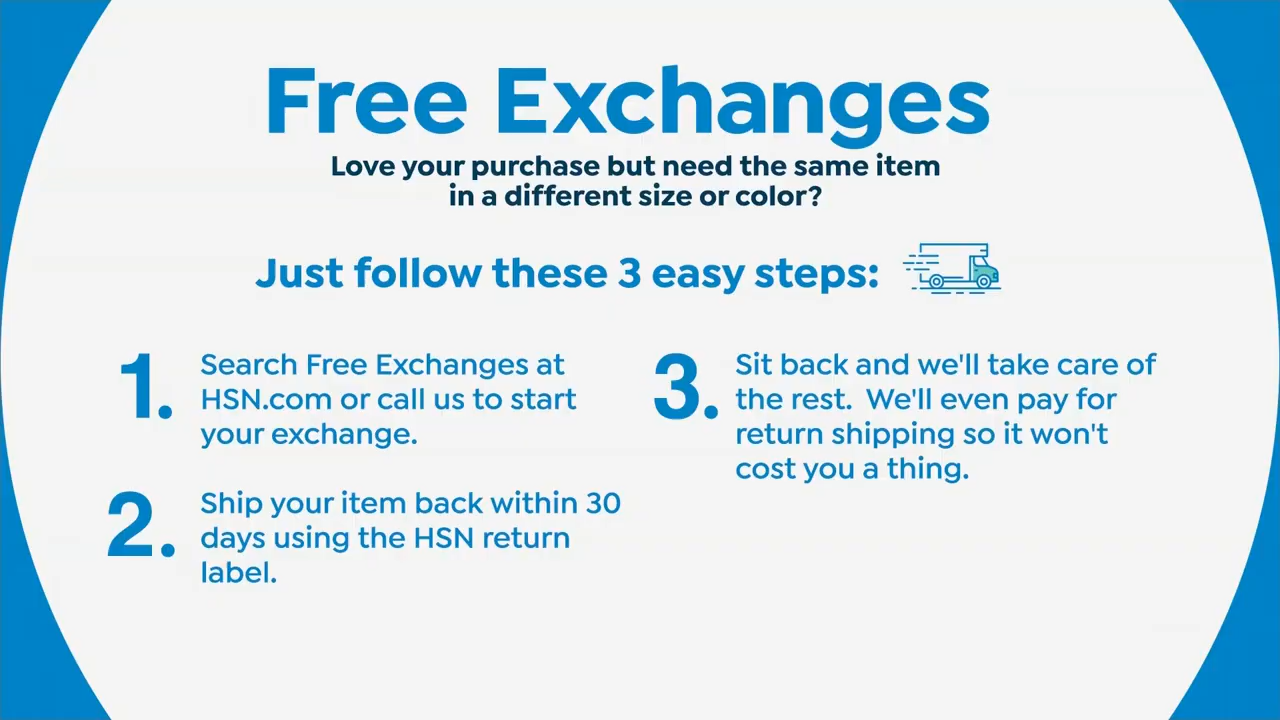 Free Exchanges
Love your purchase but need the same item
in a different size or color?
Just follow these 3 easy steps:
1. Search Free Exchanges at
HSN.com or call us to start
your exchange.
2. Ship your item back within 30
days using the HSN return
label.
3. Sit back and we'll take care of
the rest.  We'll even pay for
return shipping so it won't
cost you a thing.